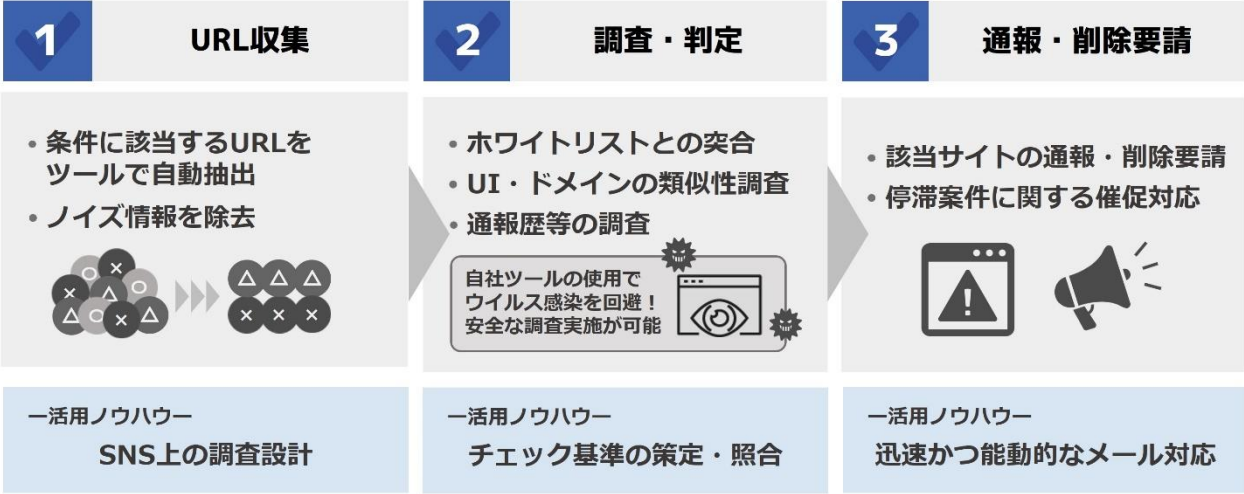 1 URL収集
・条件に該当するURLを
ツールで自動抽出
・ノイズ情報を除去
ー活用ノウハウー
SNS上の調査設計
2 調査・判定
・ホワイトリストとの突合
・UI・ドメインの類似性調査
・通報歴等の調査
自社ツールの使用で
ウイルス感染を回避！
安全な調査実施が可能
ー活用ノウハウー
チェック基準の策定・照合
3 通報・削除要請
・該当サイトの通報・削除要請
・停滞案件に関する催促対応
ー活用ノウハウー
迅速かつ能動的なメール対応